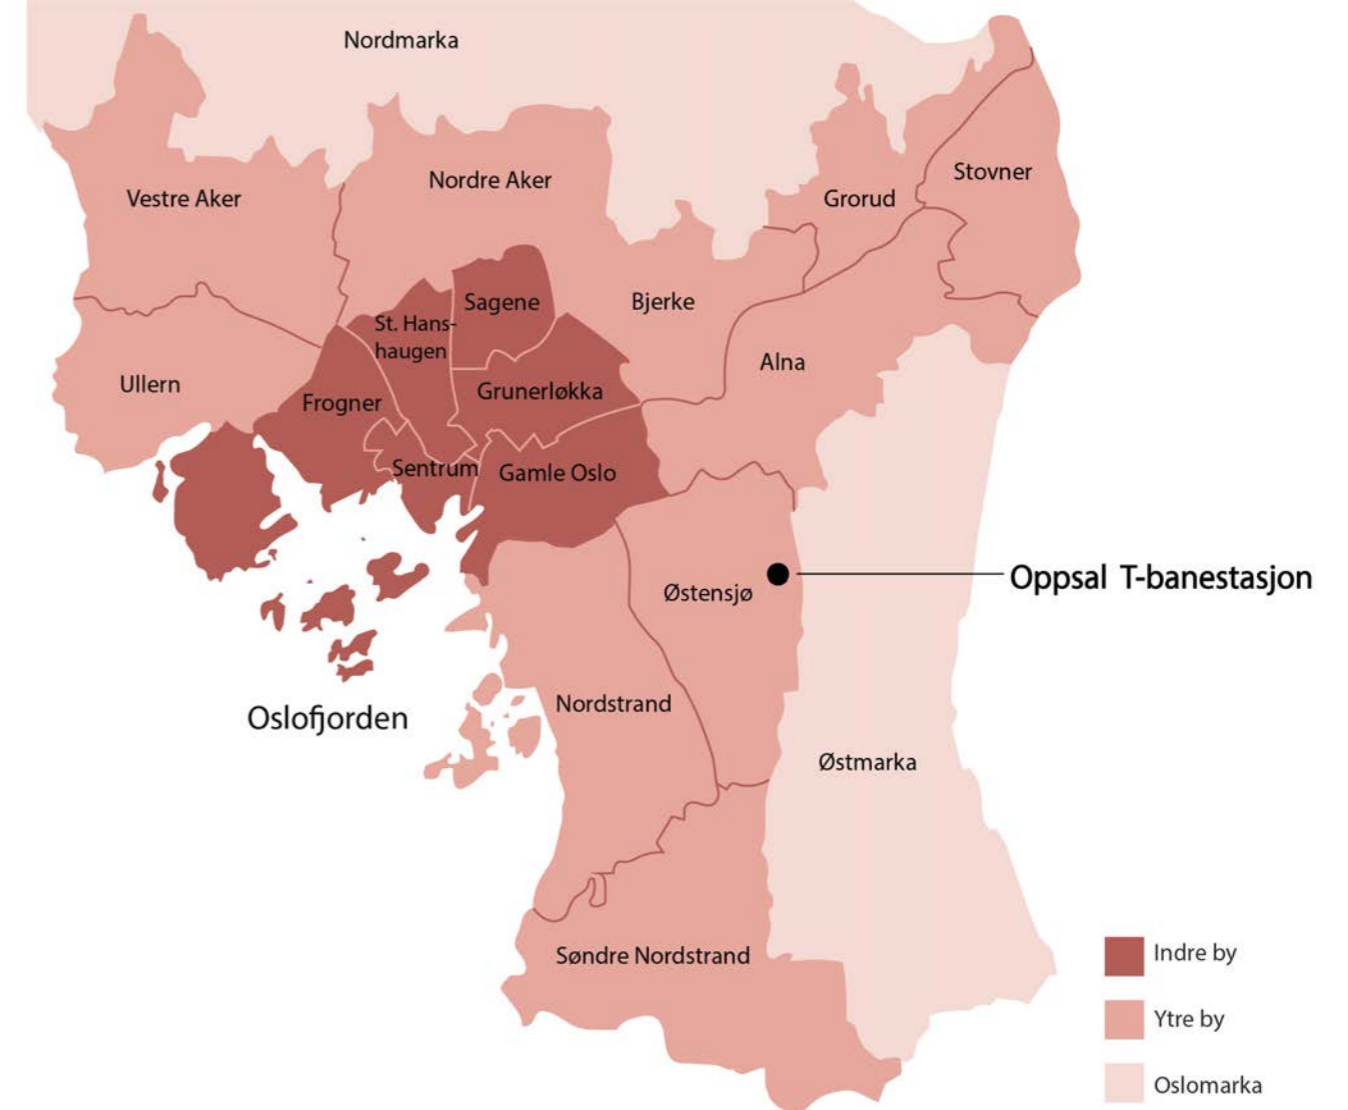 Nordmarka
Vestre Aker
Nordre Aker
Grorud
Stovner
Sagene
Bjerke
St. Hans-
haugen
Alna
Ullern
Frogner
Grunerløkka
Sentrum
Gamle Oslo
Østensjø
Oppsal T-banestasjon
Nordstrand
Oslofjorden
Østmarka
Søndre Nordstrand
Indre by
Ytre by
Oslomarka